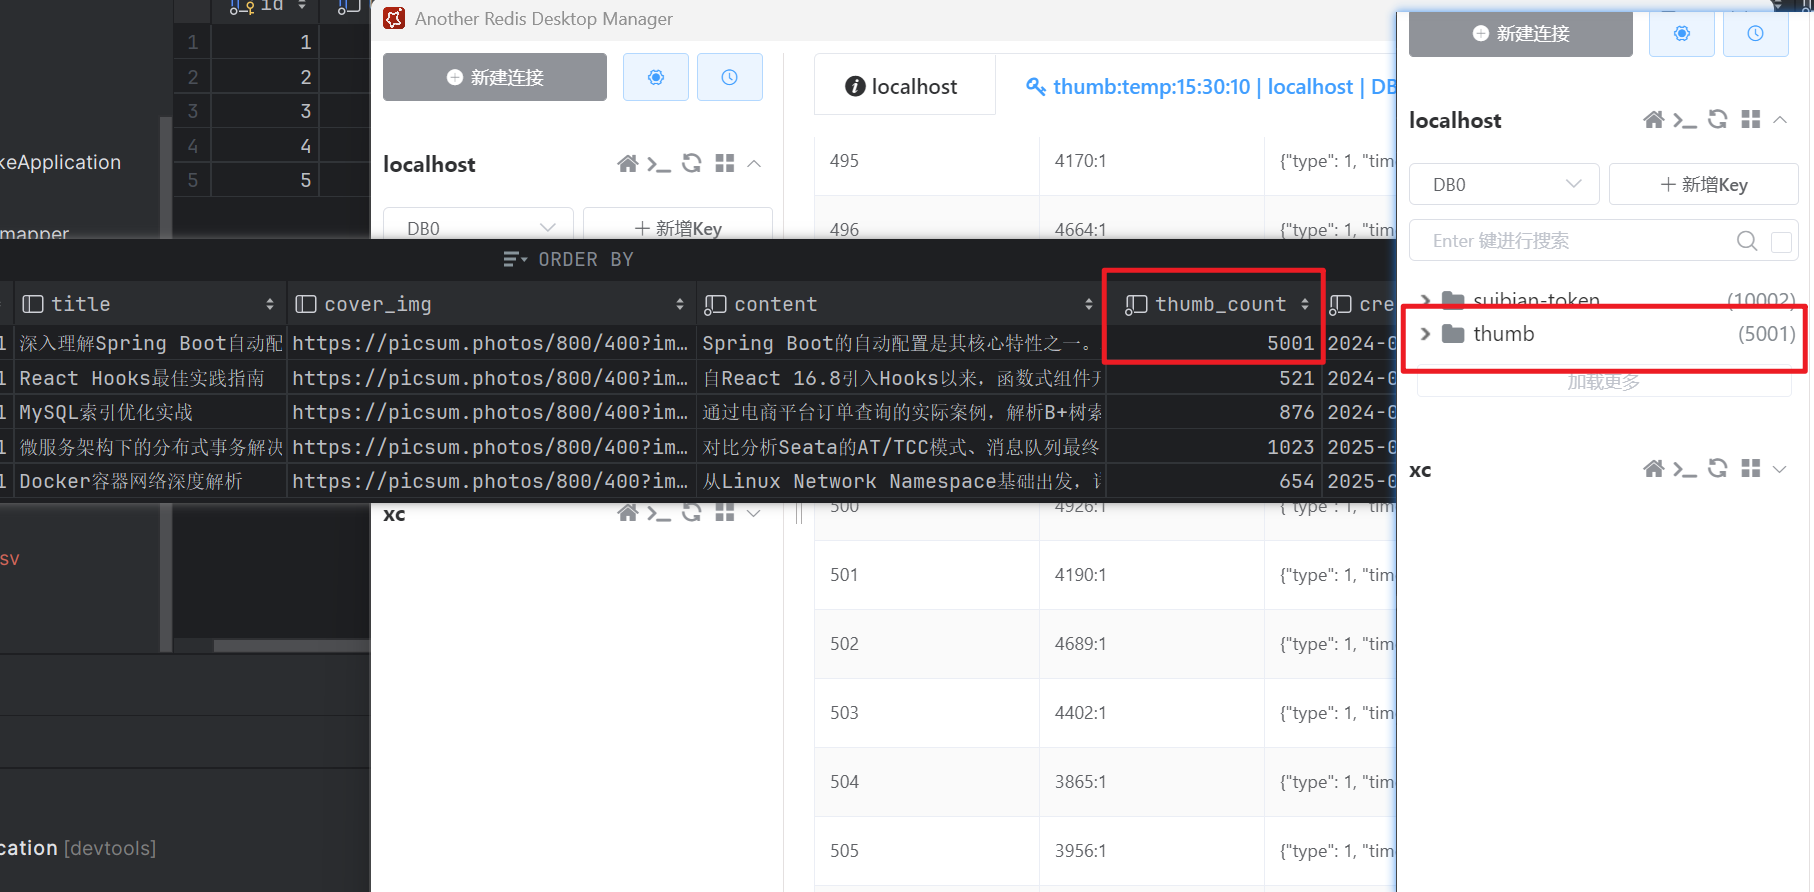 id
1 1
2 2
3 3
4 4
5 5
keApplication
mapper
sv
cation [devtools]
Another Redis Desktop Manager
新建连接
localhost
DB0
新增Key
xc
localhost
thumb:temp:15:30:10 | localhost | DB
495 4170:1 {"type": 1, "tim
496 4664:1 {"type": 1, "tim
500 4926:1 {"type": 1, "tim
501 4190:1 {"type": 1, "tim
502 4689:1 {"type": 1, "tim
503 4402:1 {"type": 1, "tim
504 3865:1 {"type": 1, "tim
505 3956:1 {"type": 1, "tim
ORDER BY
title cover_img content thumb_count cre
1 深入理解Spring Boot自动配 https://picsum.photos/800/400?im… Spring Boot的自动配置是其核心特性之一。 5001 2024-0
1 React Hooks最佳实践指南 https://picsum.photos/800/400?im… 自React 16.8引入Hooks以来，函数式组件开 521 2024-0
1 MySQL索引优化实战 https://picsum.photos/800/400?im… 通过电商平台订单查询的实际案例，解析B+树索 876 2024-0
1 微服务架构下的分布式事务解决 https://picsum.photos/800/400?im… 对比分析Seata的AT/TCC模式、消息队列最终 1023 2025-0
1 Docker容器网络深度解析 https://picsum.photos/800/400?im… 从Linux Network Namespace基础出发， 654 2025-0
新建连接
localhost
DB0
新增Key
Enter 键进行搜索
suibian-token (10002)
thumb (5001)
加载更多
xc